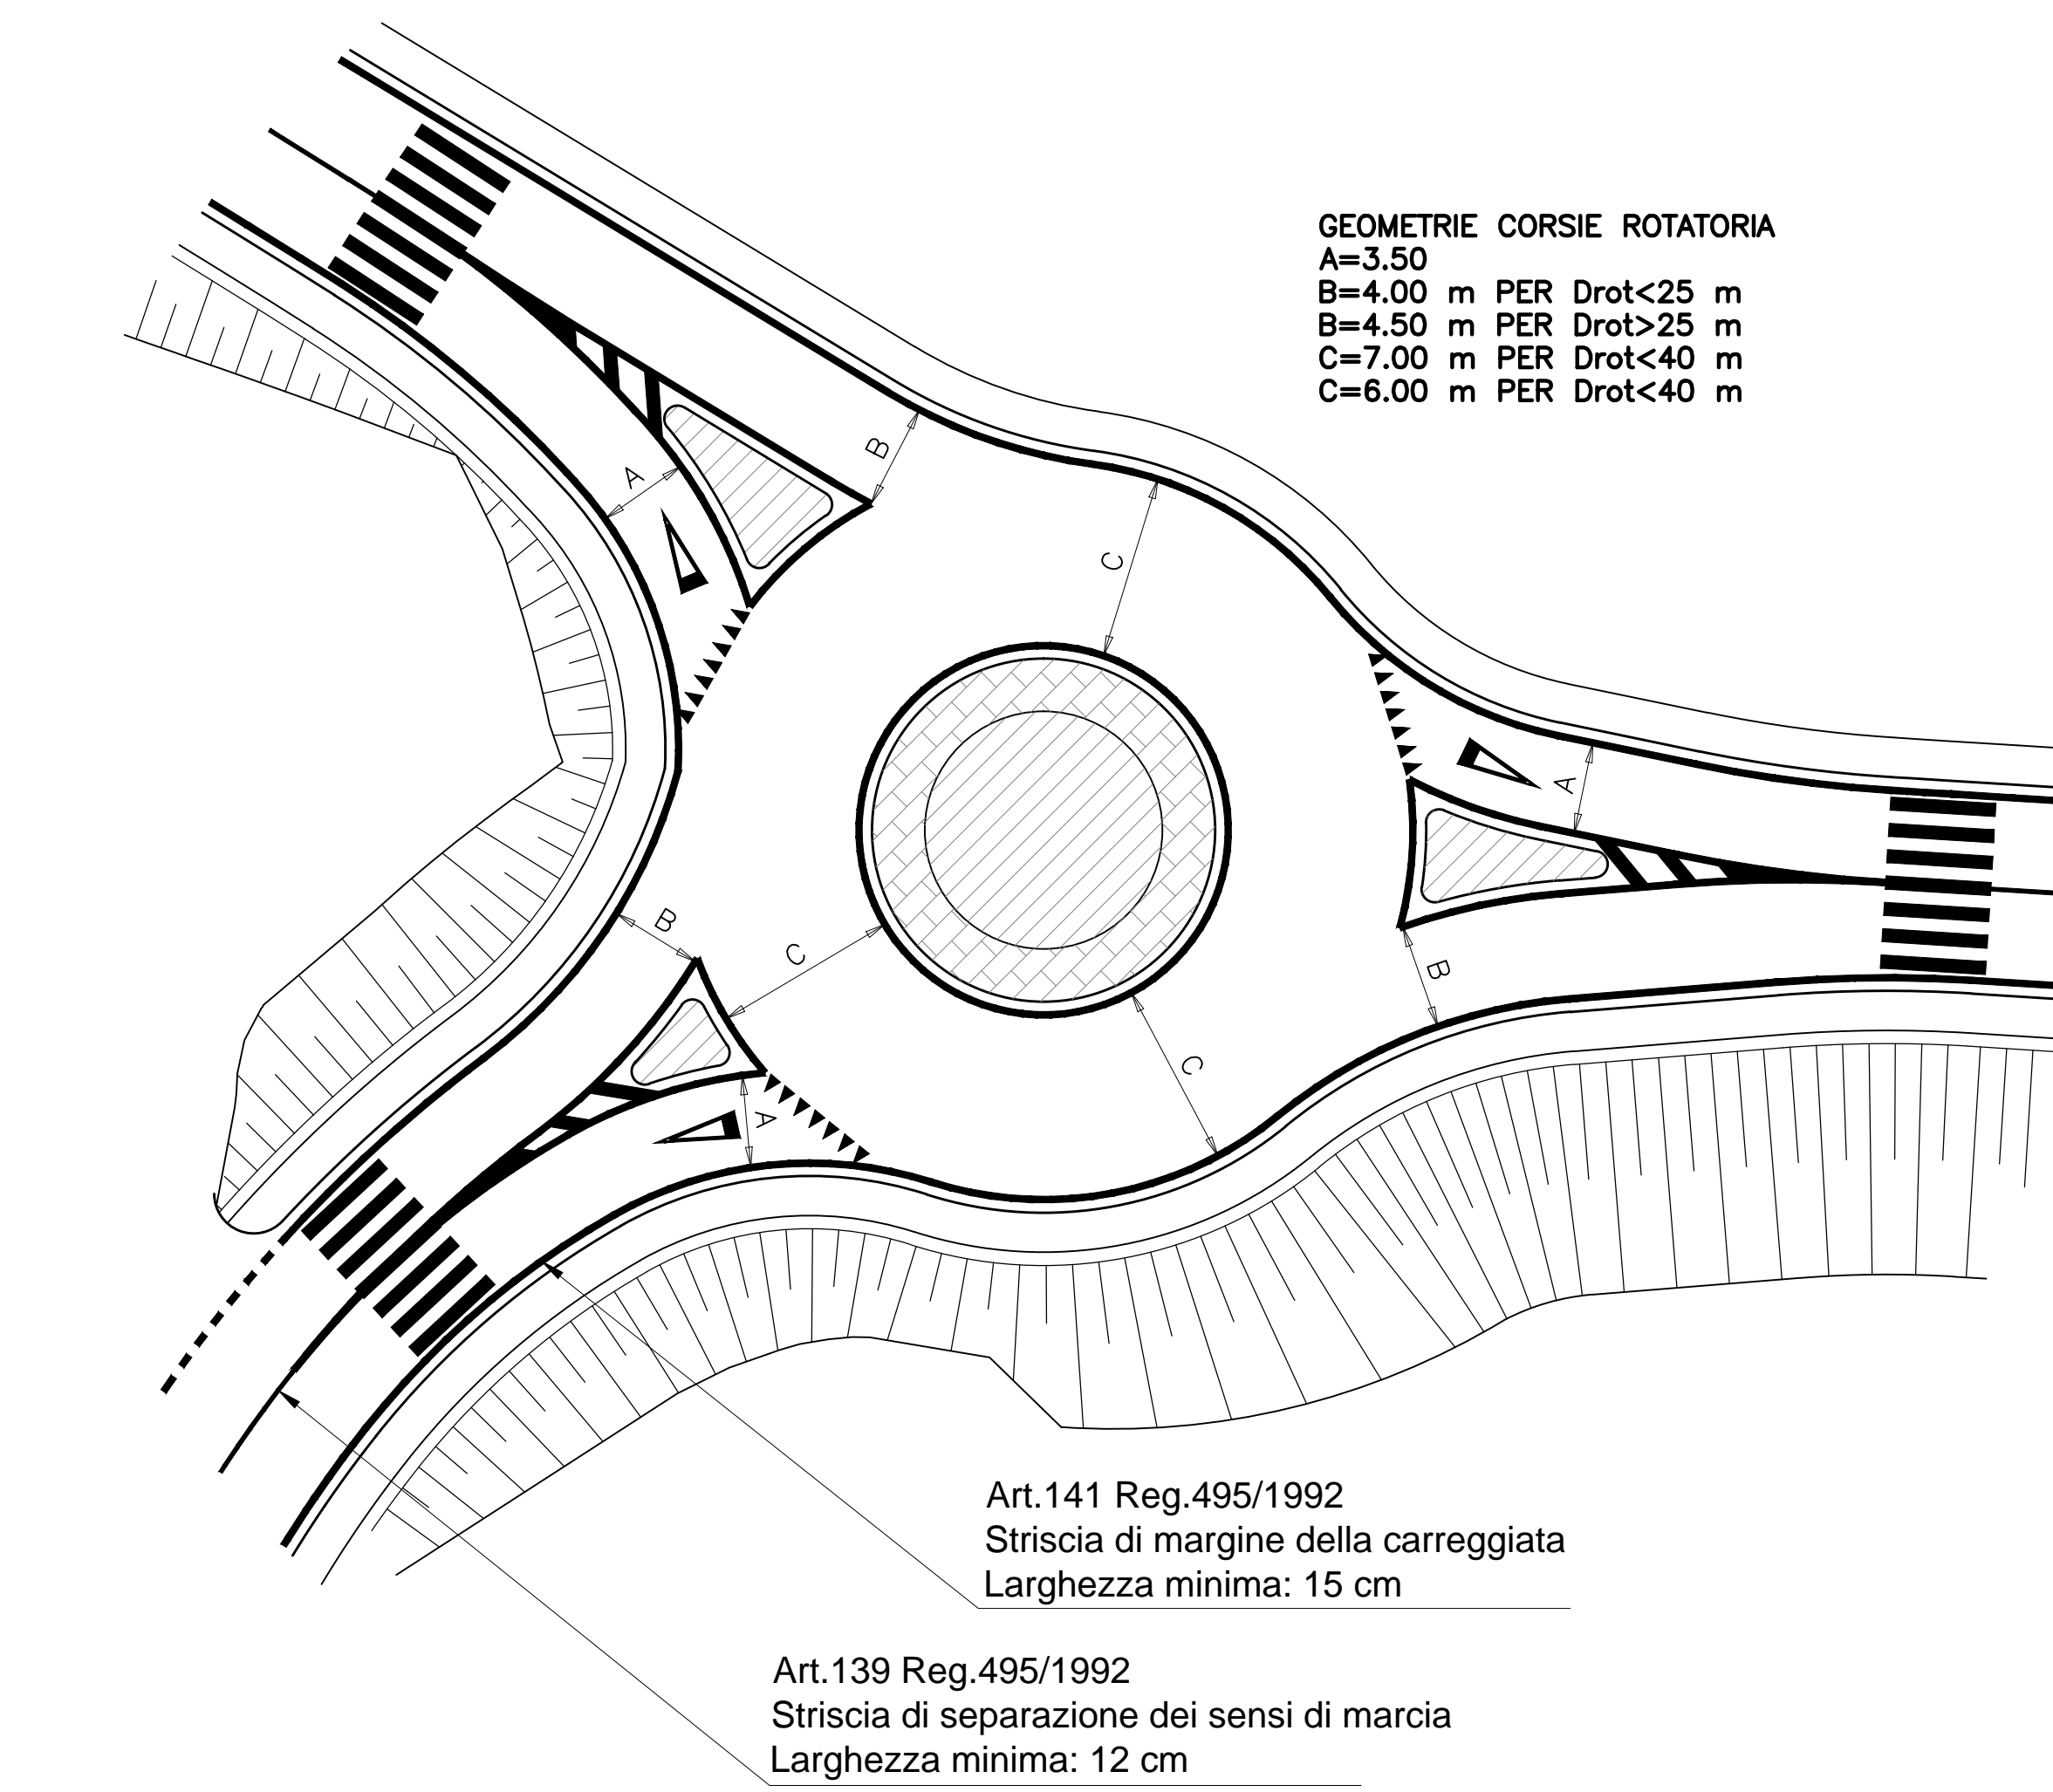 GEOMETRIE CORSIE ROTATORIA
A=3.50
B=4.00 m PER Drot<25 m
B=4.50 m PER Drot>25 m
C=7.00 m PER Drot<40 m
C=6.00 m PER Drot<40 m
B
A
C
A
B
C
B
C
A
Art.141 Reg.495/1992
Striscia di margine della carreggiata
Larghezza minima: 15 cm
Art.139 Reg.495/1992
Striscia di separazione dei sensi di marcia
Larghezza minima: 12 cm